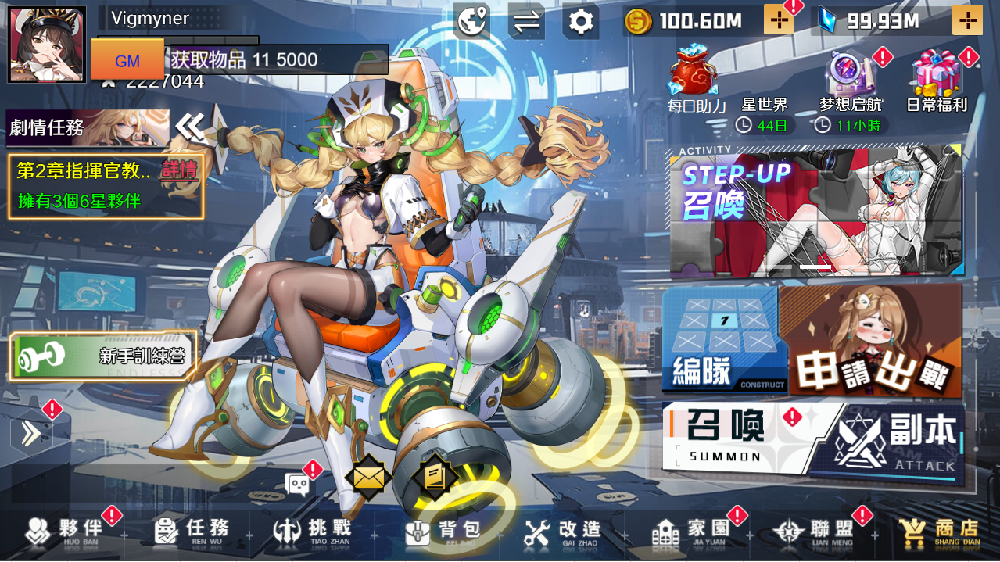 Vigmyner
GM
获取物品 11 5000
2227044
100.60M
99.93M
每日助力
星世界
44日
梦想启航
11小時
日常福利
劇情任務
第2章指揮官教..
詳情
擁有3個6星夥伴
新手訓練營
ACTIVITY
STEP-UP
召喚
1
編隊
CONSTRUCT
申請出戰
召喚
SUMMON
副本
ATTACK
夥伴
HUO BAN
任務
REN WU
挑戰
TIAO ZHAN
背包
BEI BAO
改造
GAI ZHAO
家園
JIA YUAN
聯盟
LIAN MENG
商店
SHANG DIAN